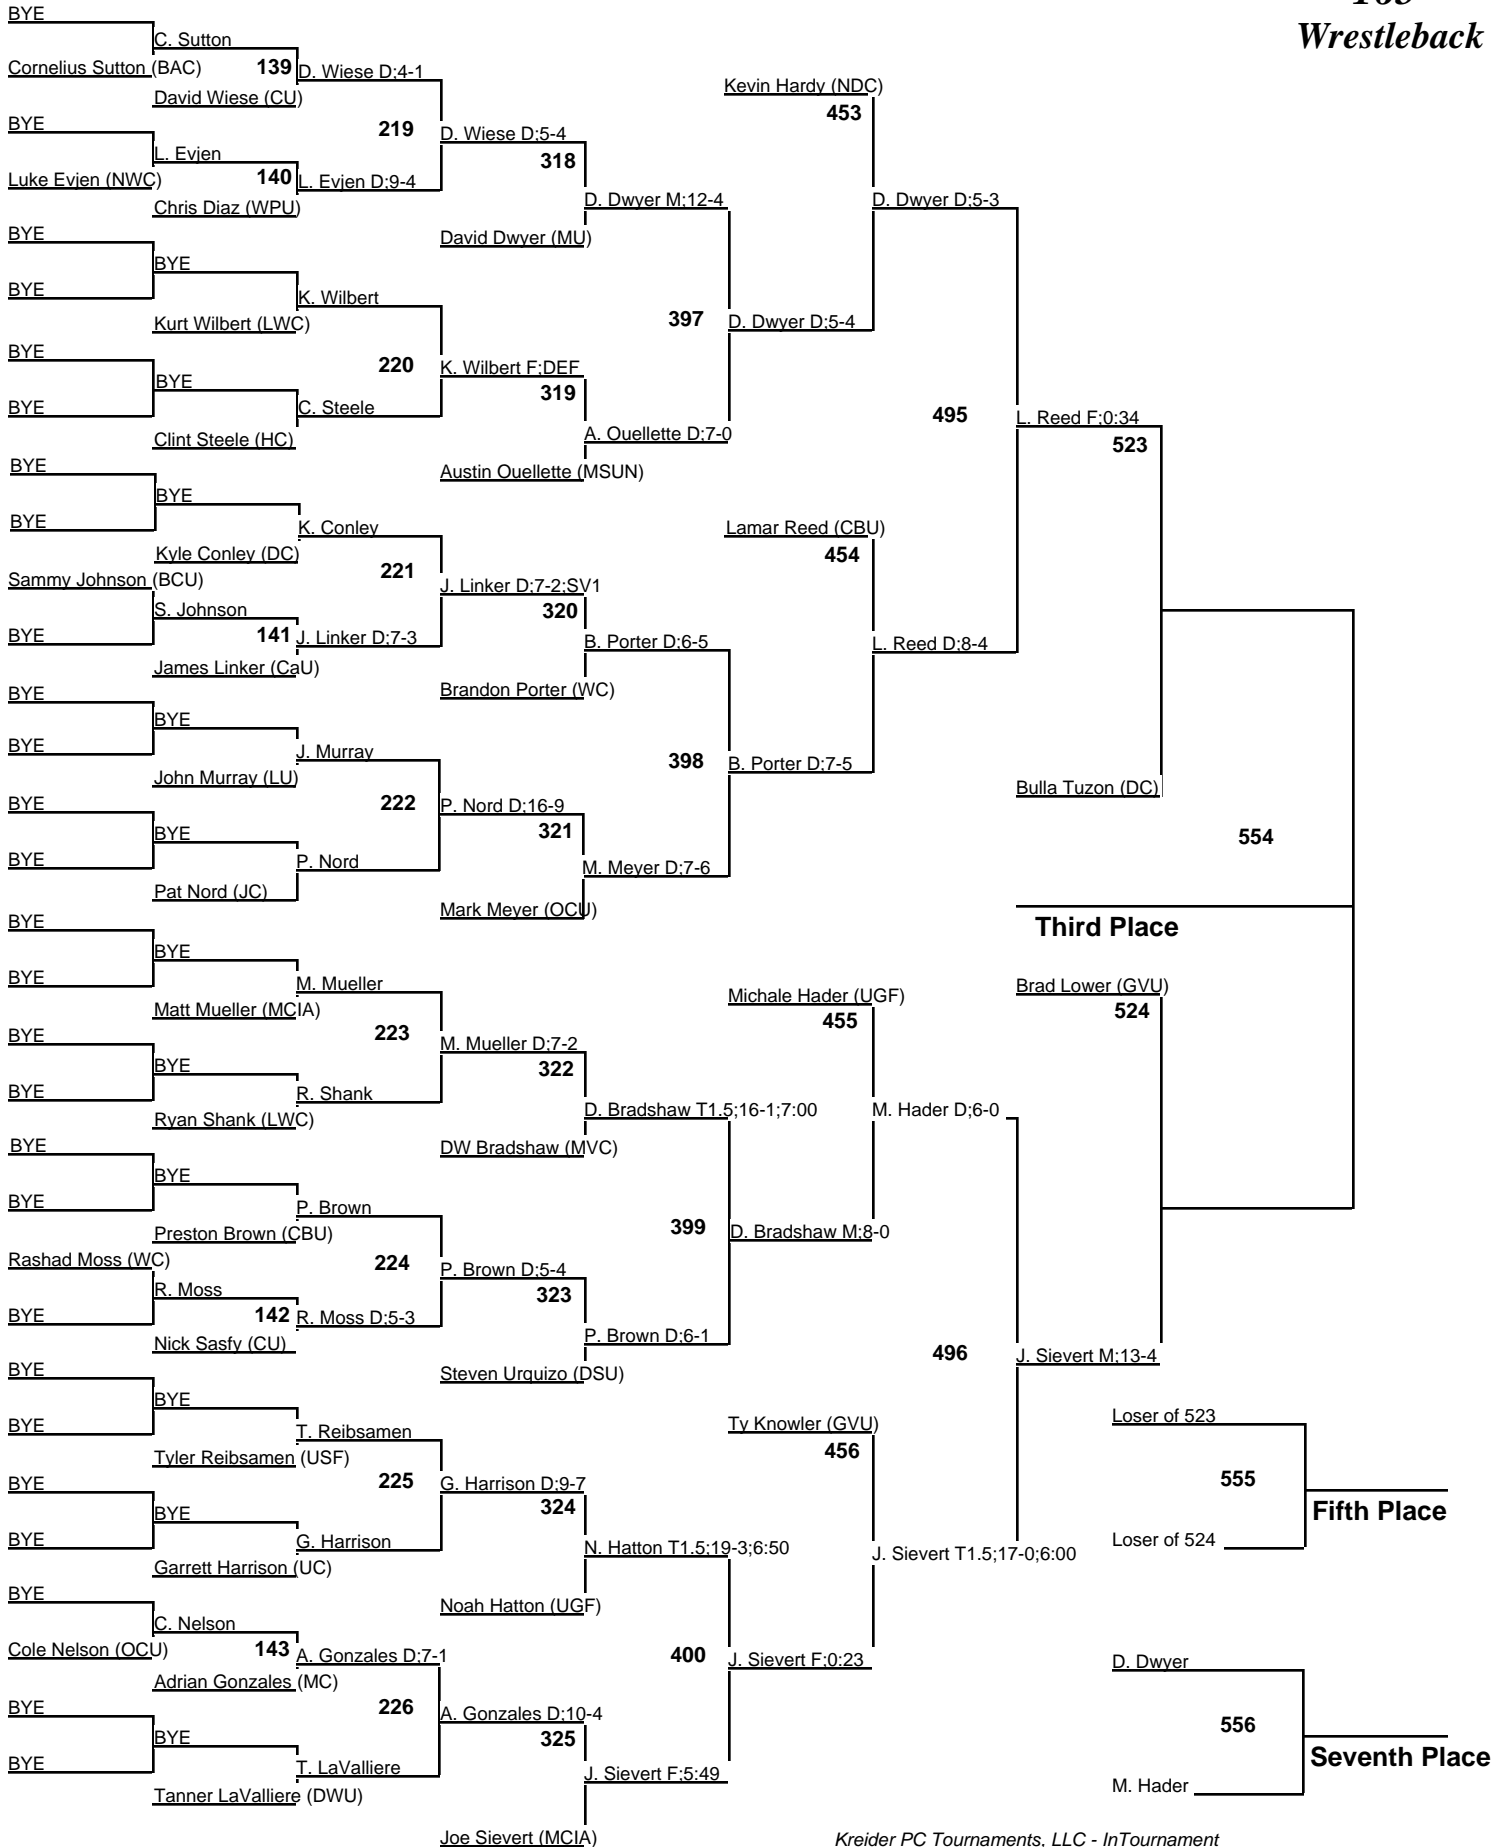 165
Wrestleback
BYE
C. Sutton
Cornelius Sutton (BAC)
139
D. Wiese D;4-1
David Wiese (CU)
219
BYE
D. Wiese D;5-4
L. Evjen
318
Luke Evjen (NWC)
140
L. Evjen D;9-4
Chris Diaz (WPU)
D. Dwyer M;12-4
BYE
David Dwyer (MU)
BYE
BYE
K. Wilbert
Kurt Wilbert (LWC)
397
D. Dwyer D;5-4
BYE
220
K. Wilbert F;DEF
BYE
319
BYE
C. Steele
Clint Steele (HC)
A. Ouellette D;7-0
Austin Ouellette (MSUN)
Kevin Hardy (NDC)
453
D. Dwyer D;5-3
495
L. Reed F;0:34
523
BYE
BYE
BYE
K. Conley
Kyle Conley (DC)
221
Sammy Johnson (BCU)
J. Linker D;7-2;SV1
S. Johnson
320
BYE
141
J. Linker D;7-3
James Linker (CaU)
B. Porter D;6-5
Brandon Porter (WC)
Lamar Reed (CBU)
454
L. Reed D;8-4
BYE
BYE
BYE
J. Murray
John Murray (LU)
398
B. Porter D;7-5
BYE
222
P. Nord D;16-9
BYE
321
BYE
P. Nord
M. Meyer D;7-6
Pat Nord (JC)
Mark Meyer (OCU)
Bulla Tuzon (DC)
554
Third Place
BYE
BYE
BYE
M. Mueller
Matt Mueller (MCIA)
223
BYE
M. Mueller D;7-2
BYE
322
BYE
R. Shank
Ryan Shank (LWC)
D. Bradshaw T1.5;16-1;7:00
DW Bradshaw (MVC)
Michale Hader (UGF)
455
M. Hader D;6-0
Brad Lower (GVU)
524
BYE
BYE
BYE
P. Brown
Preston Brown (CBU)
399
D. Bradshaw M;8-0
Rashad Moss (WC)
224
P. Brown D;5-4
R. Moss
323
BYE
142
R. Moss D;5-3
Nick Sasfy (CU)
P. Brown D;6-1
Steven Urquizo (DSU)
496
J. Sievert M;13-4
BYE
BYE
BYE
T. Reibsamen
Tyler Reibsamen (USF)
225
Ty Knowler (GVU)
456
BYE
G. Harrison D;9-7
324
BYE
BYE
G. Harrison
Garrett Harrison (UC)
N. Hatton T1.5;19-3;6:50
J. Sievert T1.5;17-0;6:00
Noah Hatton (UGF)
Loser of 523
555
Fifth Place
Loser of 524
BYE
C. Nelson
Cole Nelson (OCU)
143
A. Gonzales D;7-1
Adrian Gonzales (MC)
400
J. Sievert F;0:23
BYE
226
A. Gonzales D;10-4
BYE
325
BYE
T. LaValliere
Tanner LaValliere (DWU)
J. Sievert F;5:49
Joe Sievert (MCIA)
D. Dwyer
556
Seventh Place
M. Hader
Kreider PC Tournaments, LLC - InTournament